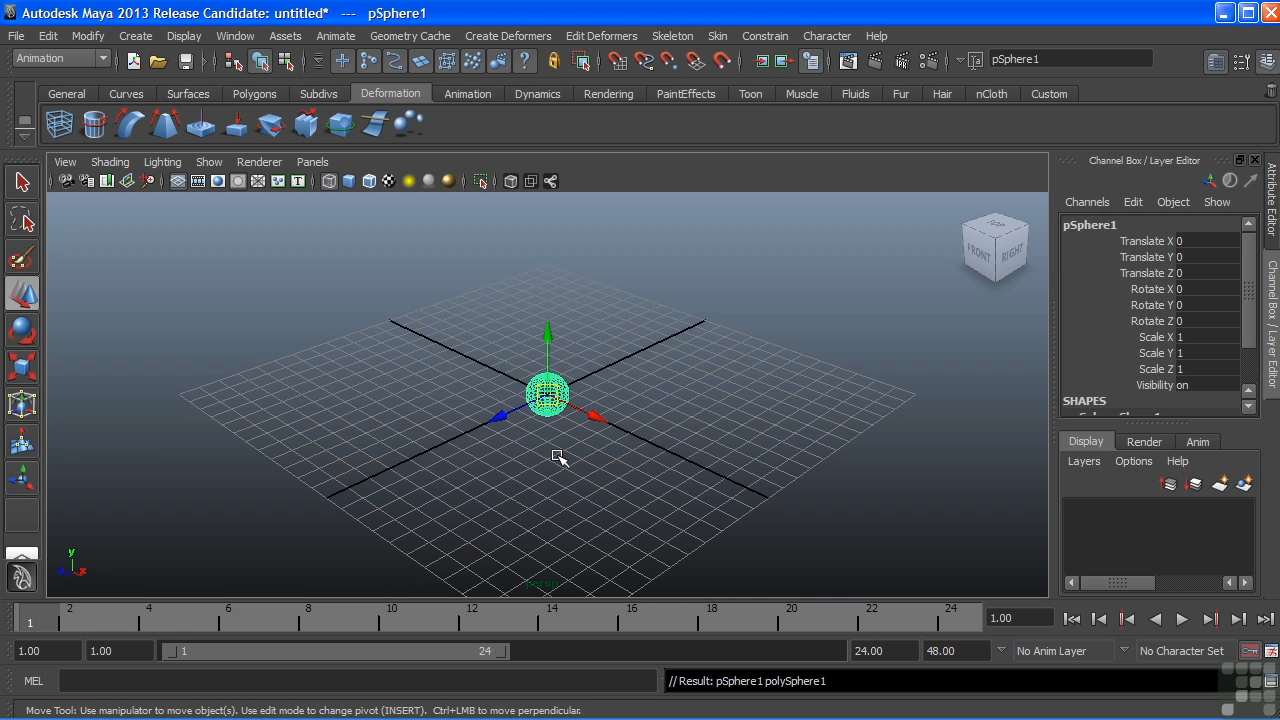 Autodesk Maya 2013 Release Candidate: untitled* --- pSphere1
File Edit Modify Create Display Window Assets Animate Geometry Cache Create Deformers Edit Deformers Skeleton Skin Constrain Character Help
Animation pSphere1
General Curves Surfaces Polygons Subdivs Deformation Animation Dynamics Rendering PaintEffects Toon Muscle Fluids Fur Hair nCloth Custom
View Shading Lighting Show Renderer Panels
Channel Box / Layer Editor
Channels Edit Object Show
pSphere1
Translate X 0
Translate Y 0
Translate Z 0
Rotate X 0
Rotate Y 0
Rotate Z 0
Scale X 1
Scale Y 1
Scale Z 1
Visibility on
SHAPES
Display Render Anim
Layers Options Help
Attribute Editor
Channel Box / Layer Editor
FRONT RIGHT
TOP
y
x
z
persp
1 2 4 6 8 10 12 14 16 18 20 22 24 1.00
1.00 1.00 1 24 24.00 48.00 No Anim Layer No Character Set
MEL // Result: pSphere1 polySphere1
Move Tool: Use manipulator to move object(s). Use edit mode to change pivot (INSERT). Ctrl+LMB to move perpendicular.